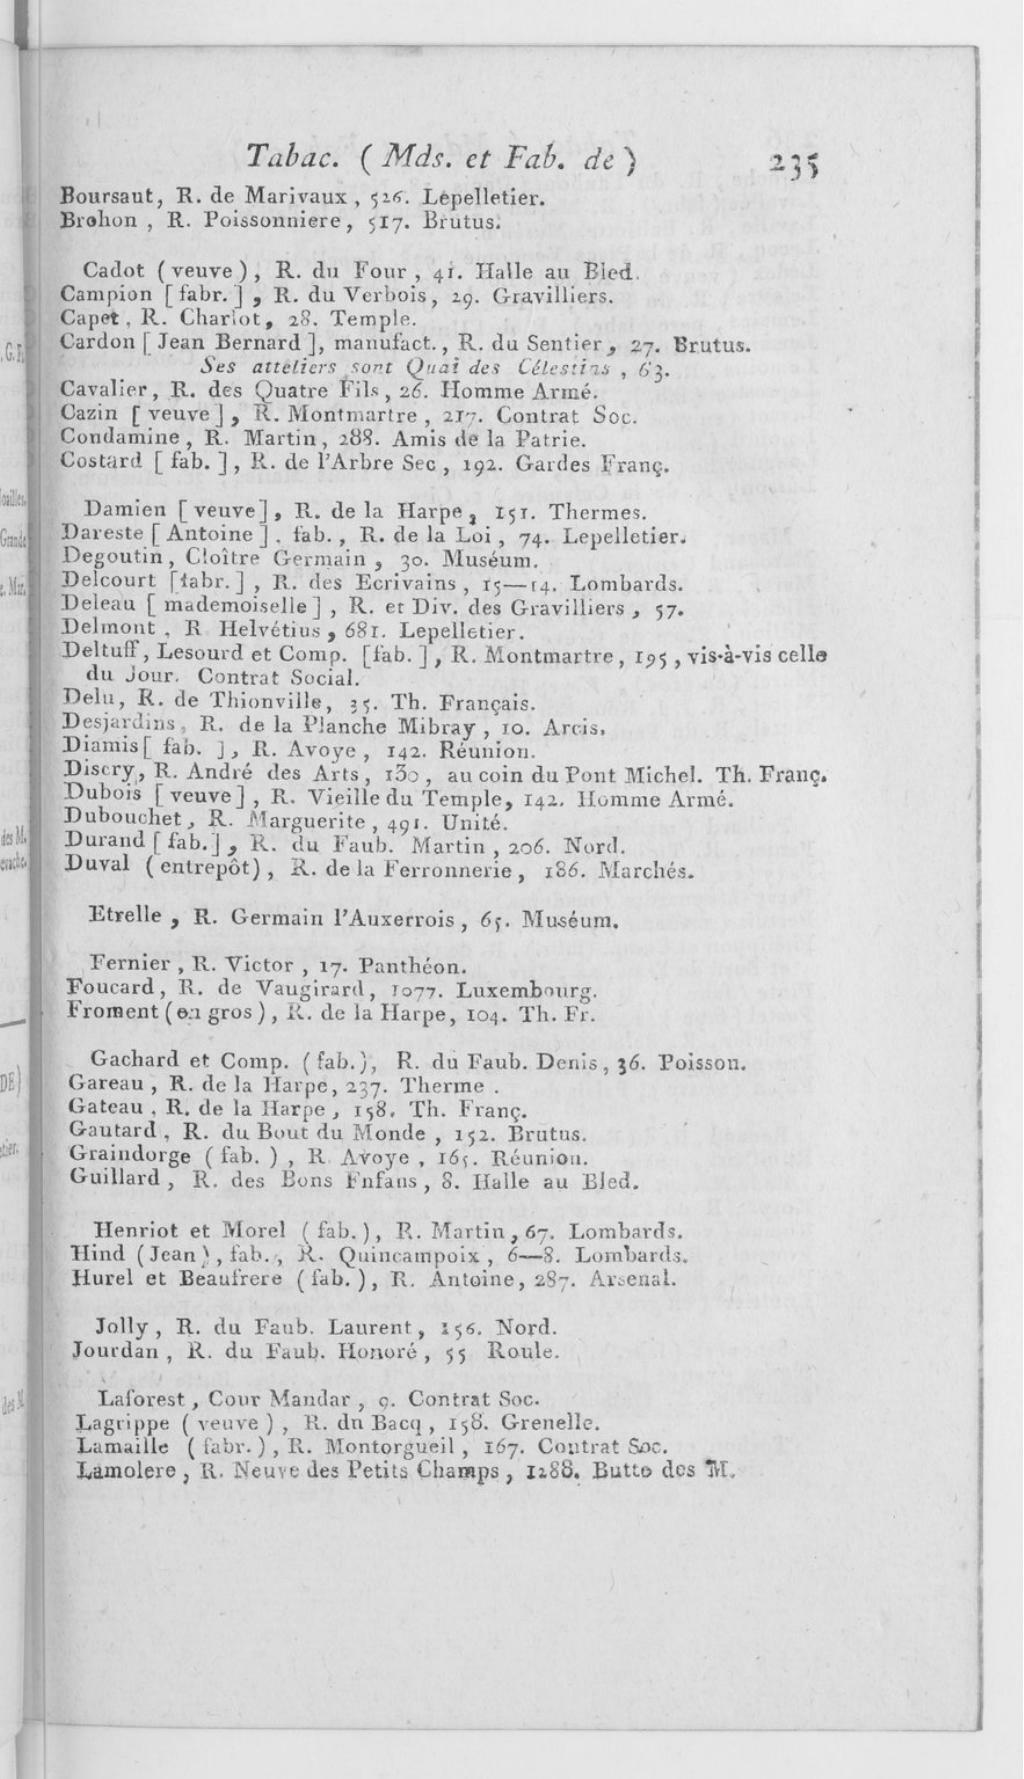 Tabac. ( Mds. et Fab. de ) 235
Boursaut, R. de Marivaux, 526. Lepelletier.
Brohon, R. Poissonniere, 517. Brutus.
Cadot (veuve), R. du Four, 41. Halle au Bled.
Campion [fabr.], R. du Verbois, 29. Gravilliers.
Capet, R. Charlot, 28. Temple.
Cardon [Jean Bernard], manufact., R. du Sentier, 27. Brutus.
Ses atteliers sont Quai des Célestins, 63.
Cavalier, R. des Quatre Fils, 26. Homme Armé.
Cazin [veuve], R. Montmartre, 217. Contrat Soc.
Condamine, R. Martin, 288. Amis de la Patrie.
Costard [fab.], R. de l'Arbre Sec, 192. Gardes Franç.
Damien [veuve], R. de la Harpe, 151. Thermes.
Dareste [Antoine], fab., R. de la Loi, 74. Lepelletier.
Degoutin, Cloître Germain, 30. Muséum.
Delcourt [fabr.], R. des Ecrivains, 15—14. Lombards.
Deleau [mademoiselle], R. et Div. des Gravilliers, 57.
Delmont, R. Helvétius, 681. Lepelletier.
Deltuff, Lesourd et Comp. [fab.], R. Montmartre, 195, vis-à-vis celle
du Jour. Contrat Social.
Delu, R. de Thionville, 35. Th. Français.
Desjardins, R. de la Planche Mibray, 10. Arcis.
Diamis [fab.], R. Avoye, 142. Réunion.
Discry, R. André des Arts, 130, au coin du Pont Michel. Th. Franç.
Dubois [veuve], R. Vieille du Temple, 142. Homme Armé.
Dubouchet, R. Marguerite, 491. Unité.
Durand [fab.], R. du Faub. Martin, 206. Nord.
Duval (entrepôt), R. de la Ferronnerie, 186. Marchés.
Etrelle, R. Germain l'Auxerrois, 65. Muséum.
Fernier, R. Victor, 17. Panthéon.
Foucard, R. de Vaugirard, 1077. Luxembourg.
Froment (en gros), R. de la Harpe, 104. Th. Fr.
Gachard et Comp. (fab.), R. du Faub. Denis, 36. Poisson.
Gareau, R. de la Harpe, 237. Therme .
Gateau, R. de la Harpe, 158. Th. Franç.
Gautard, R. du Bout du Monde, 152. Brutus.
Graindorge (fab.), R. Avoye, 165. Réunion.
Guillard, R. des Bons Enfans, 8. Halle au Bled.
Henriot et Morel (fab.), R. Martin, 67. Lombards.
Hind (Jean), fab., R. Quincampoix, 6—8. Lombards.
Hurel et Beaufrere (fab.), R. Antoine, 287. Arsenal.
Jolly, R. du Faub. Laurent, 156. Nord.
Jourdan, R. du Faub. Honoré, 55 Roule.
Laforest, Cour Mandar, 9. Contrat Soc.
Lagrippe (veuve), R. du Bacq, 158. Grenelle.
Lamaille (fabr.), R. Montorgueil, 167. Contrat Soc.
Lamolere, R. Neuve des Petits Champs, 1288. Butte des M.